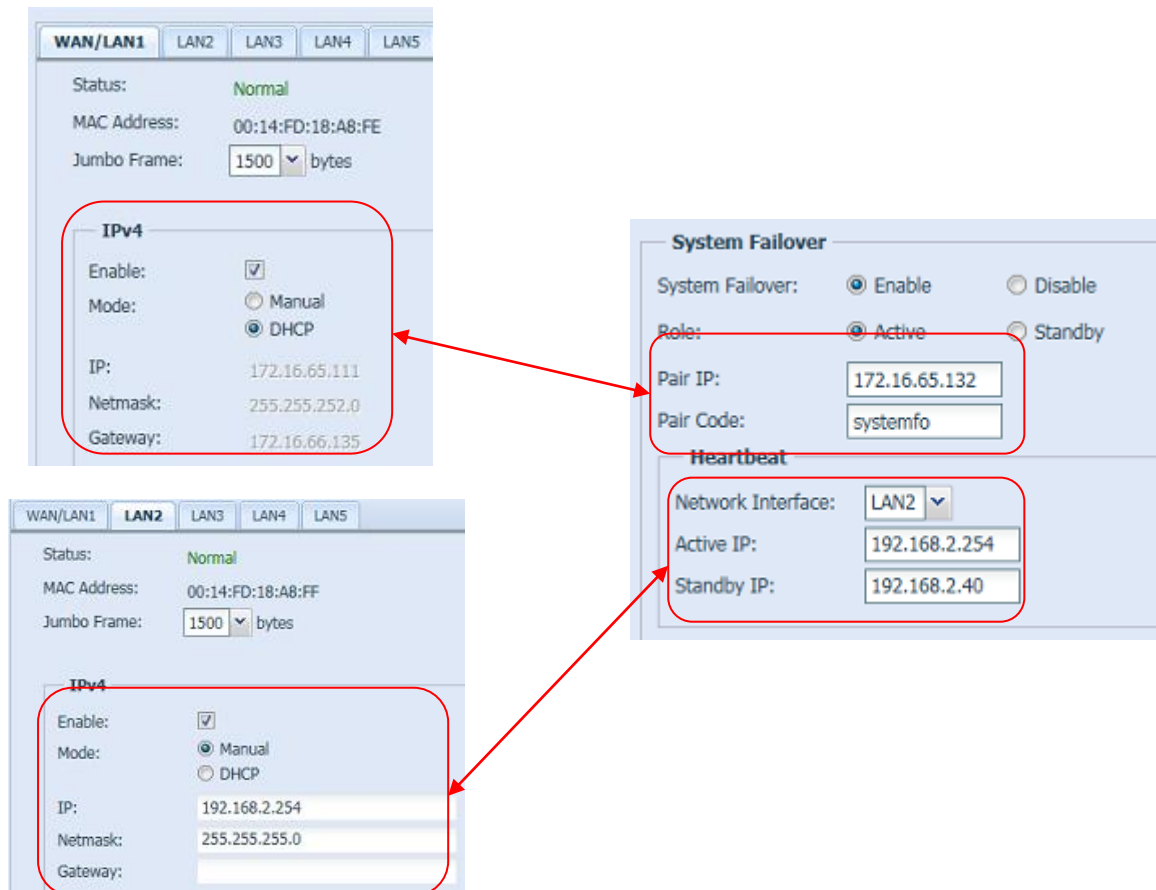 WAN/LAN1 LAN2 LAN3 LAN4 LAN5
Status: Normal
MAC Address: 00:14:FD:18:A8:FE
Jumbo Frame: 1500 bytes
IPv4
Enable:
Mode: Manual
DHCP
IP: 172.16.65.111
Netmask: 255.255.252.0
Gateway: 172.16.66.135
System Failover
System Failover: Enable Disable
Role: Active Standby
Pair IP: 172.16.65.132
Pair Code: systemfo
Heartbeat
Network Interface: LAN2
Active IP: 192.168.2.254
Standby IP: 192.168.2.40
WAN/LAN1 LAN2 LAN3 LAN4 LAN5
Status: Normal
MAC Address: 00:14:FD:18:A8:FF
Jumbo Frame: 1500 bytes
IPv4
Enable:
Mode: Manual
DHCP
IP: 192.168.2.254
Netmask: 255.255.255.0
Gateway: